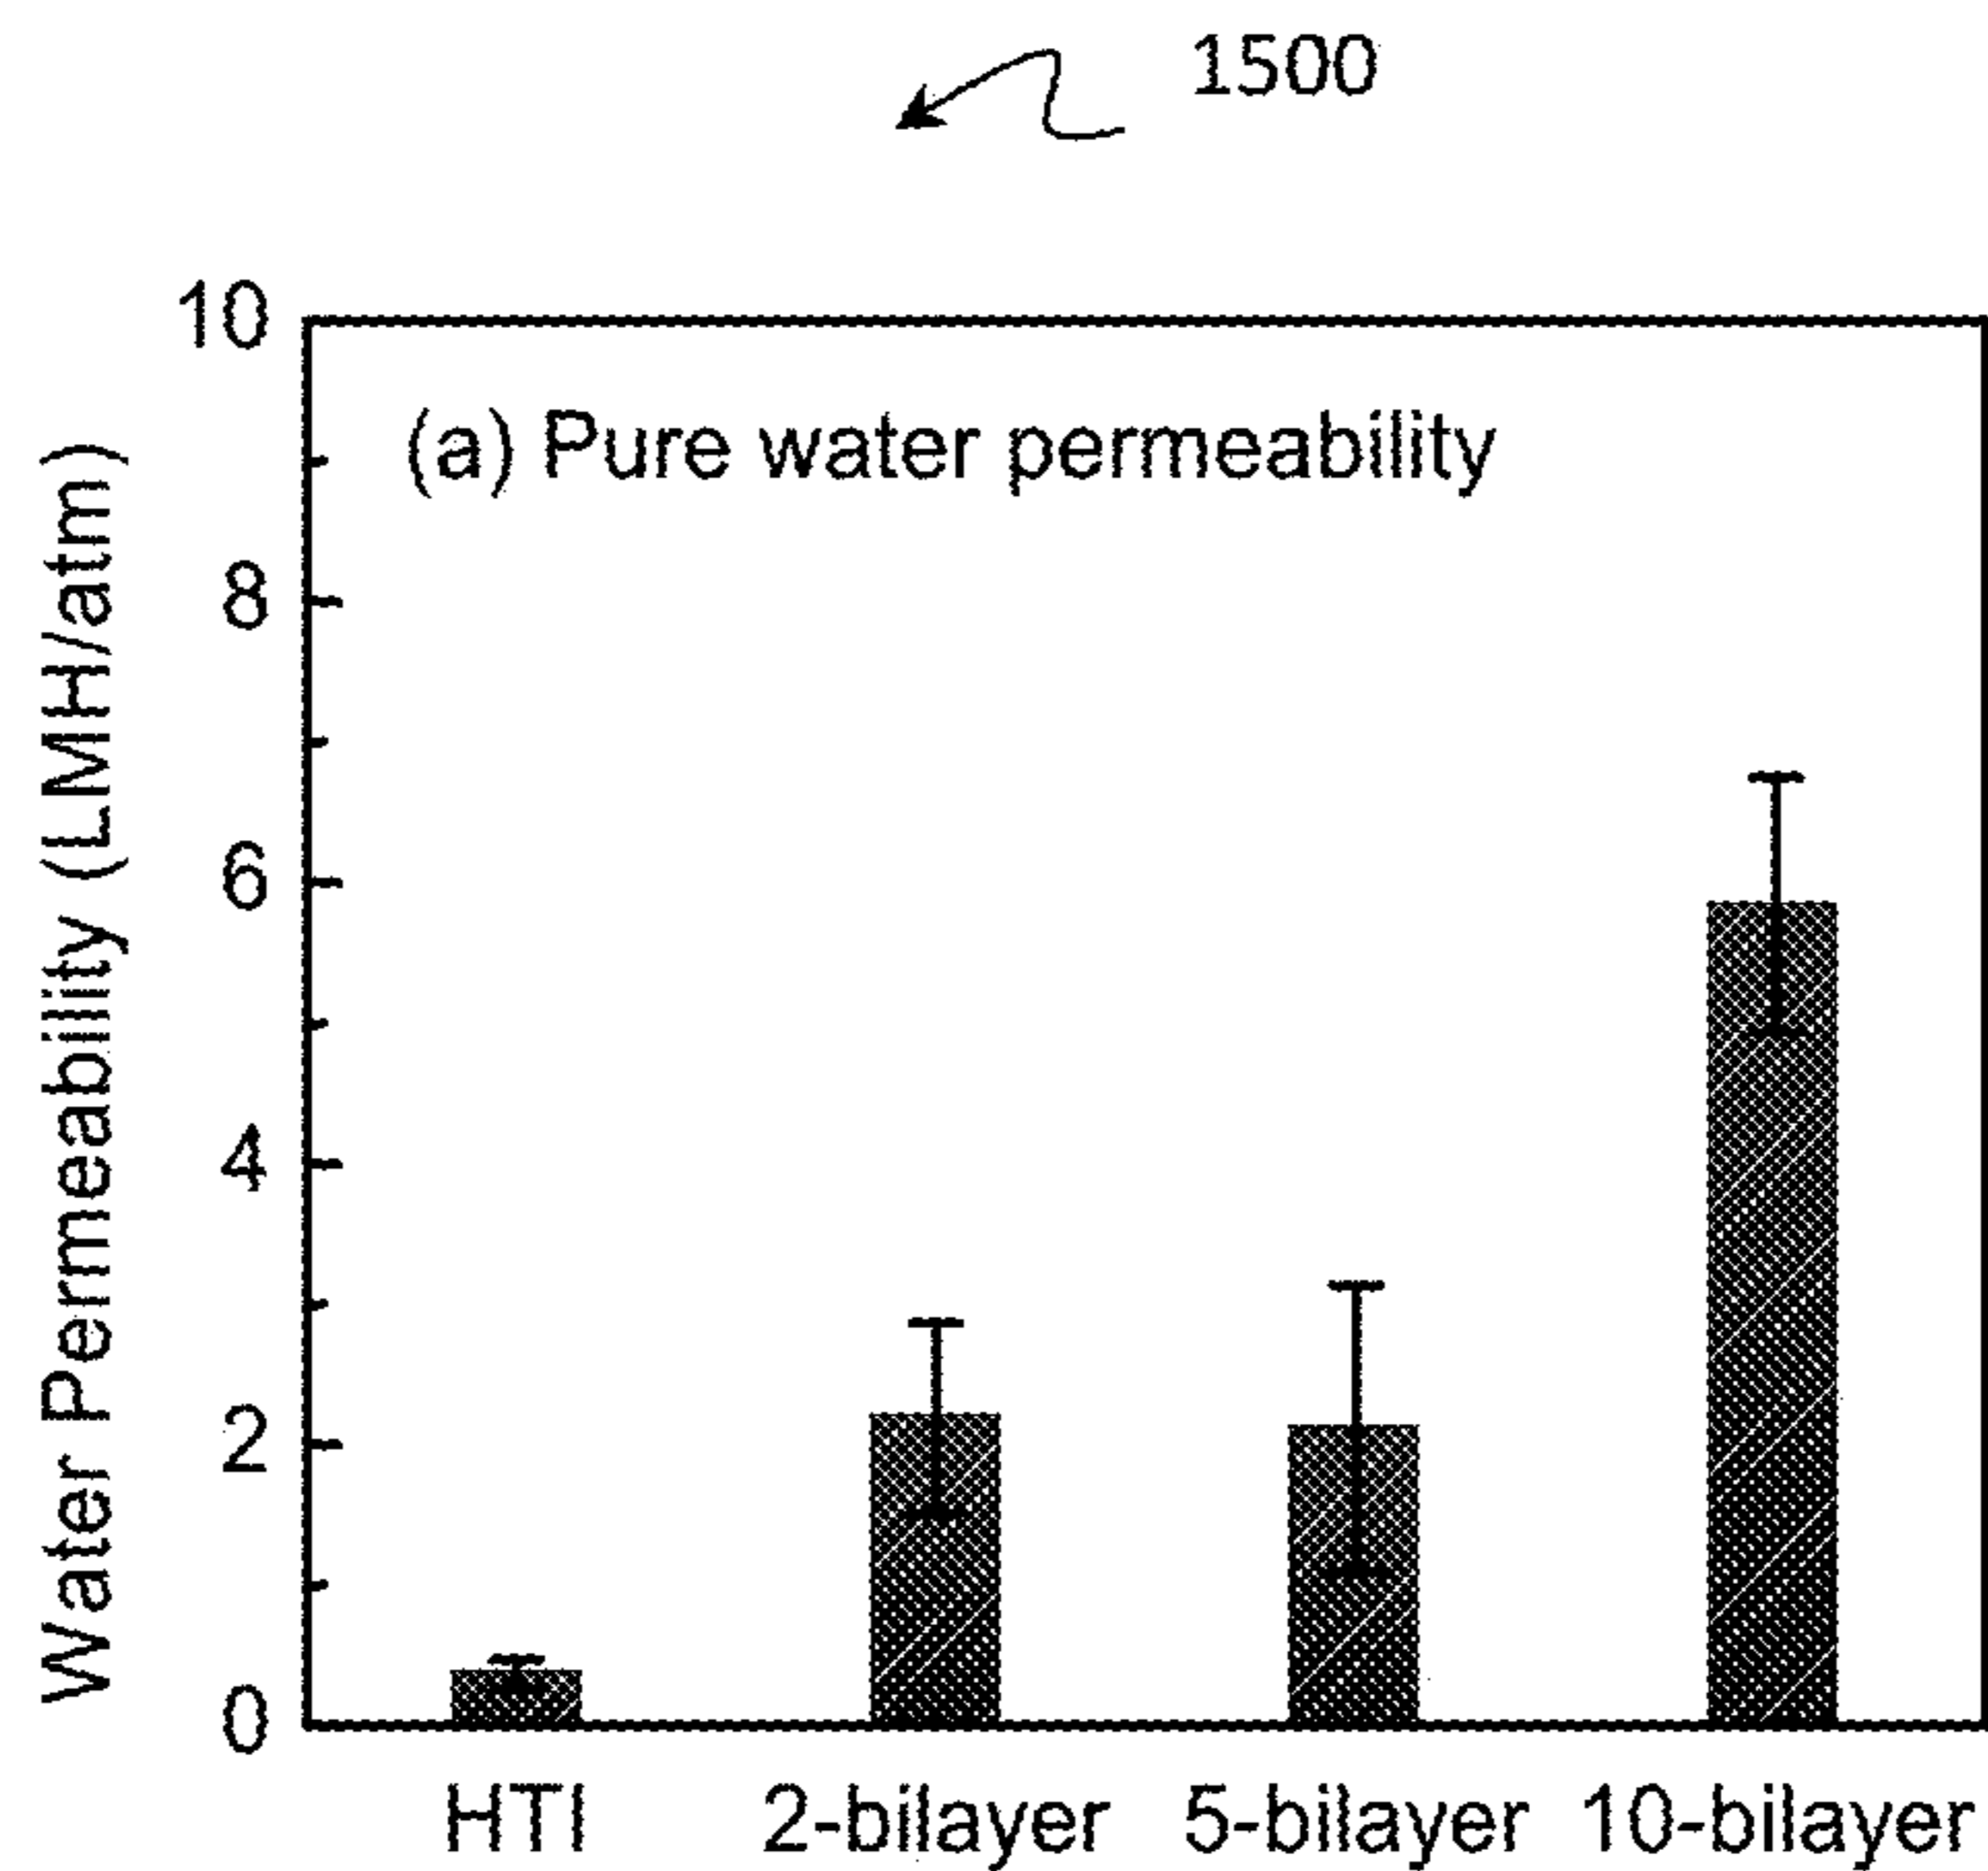 1500
10
(a) Pure water permeability
8
6
4
2
0
Water Permeability (LMH/atm)
HTI 2-bilayer 5-bilayer 10-bilayer